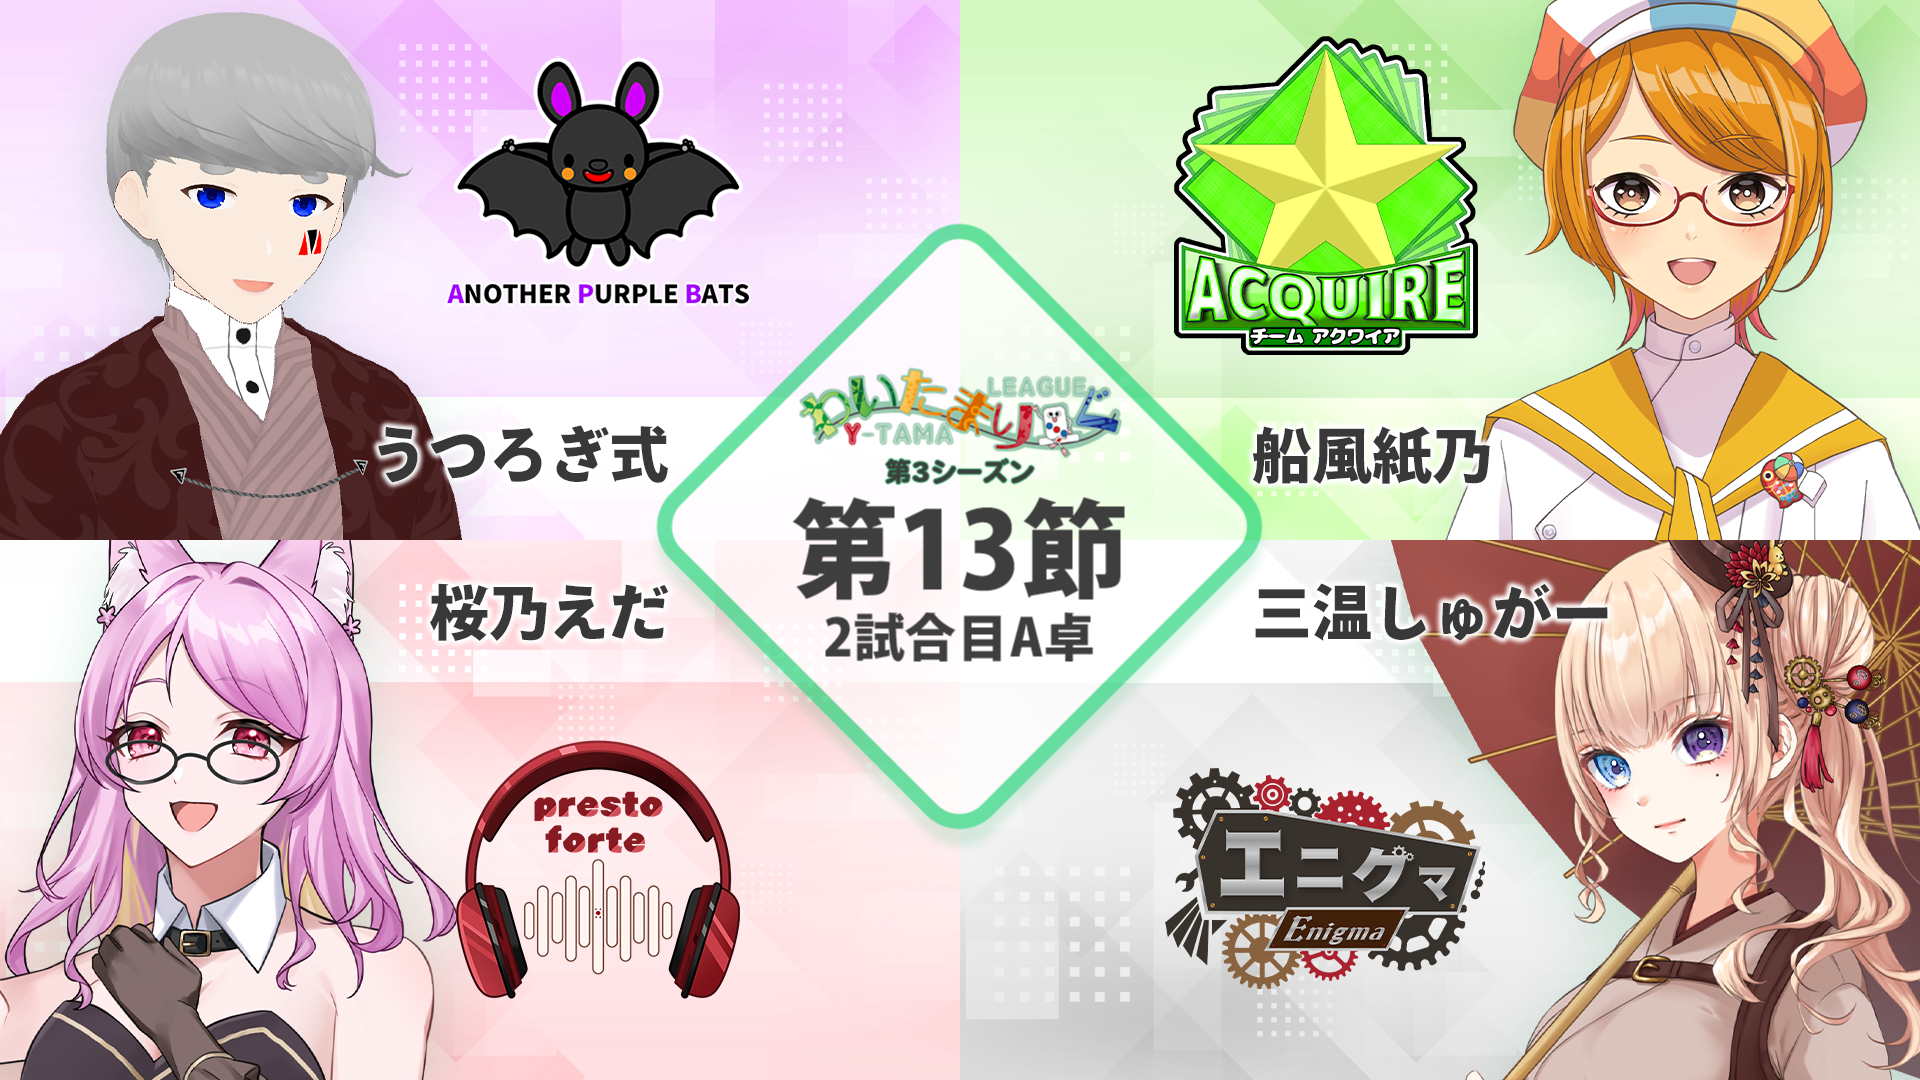 ANOTHER PURPLE BATS
うつろぎ式
ACQUIRE
チーム アクワイア
船風紙乃
わいたまりーぐ
LEAGUE
Y-TAMA
第3シーズン
第13節
2試合目A卓
桜乃えだ
presto
forte
三温しゅがー
エニグマ
Enigma